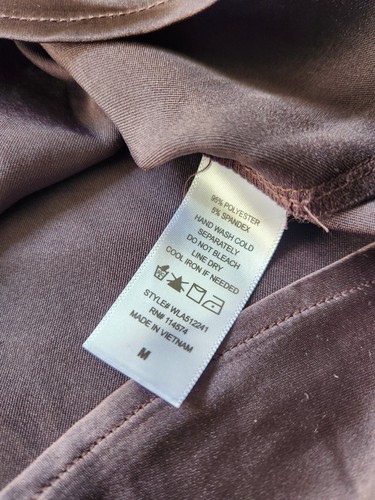 95% POLYESTER
5% SPANDEX
HAND WASH COLD
SEPARATELY
DO NOT BLEACH
LINE DRY
COOL IRON IF NEEDED
STYLE# WLA512241
RN# 114574
MADE IN VIETNAM
M